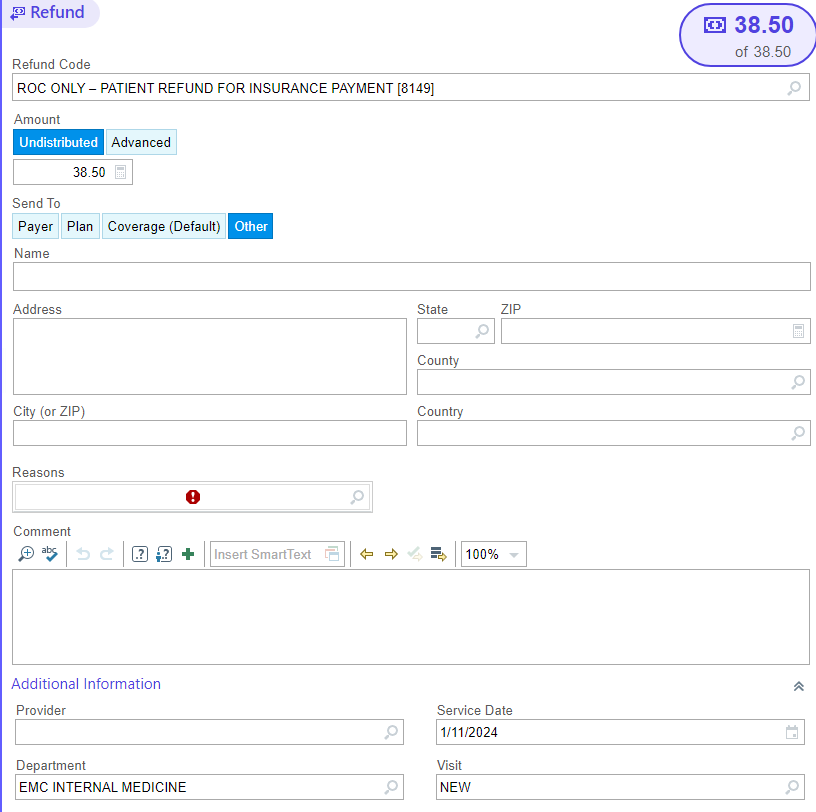 Refund
38.50
of 38.50
Refund Code
ROC ONLY – PATIENT REFUND FOR INSURANCE PAYMENT [8149]
Amount
Undistributed Advanced
38.50
Send To
Payer Plan Coverage (Default) Other
Name
Address State ZIP
County
City (or ZIP) Country
Reasons
Comment
abc Insert SmartText 100%
Additional Information
Provider Service Date
1/11/2024
Department Visit
EMC INTERNAL MEDICINE NEW